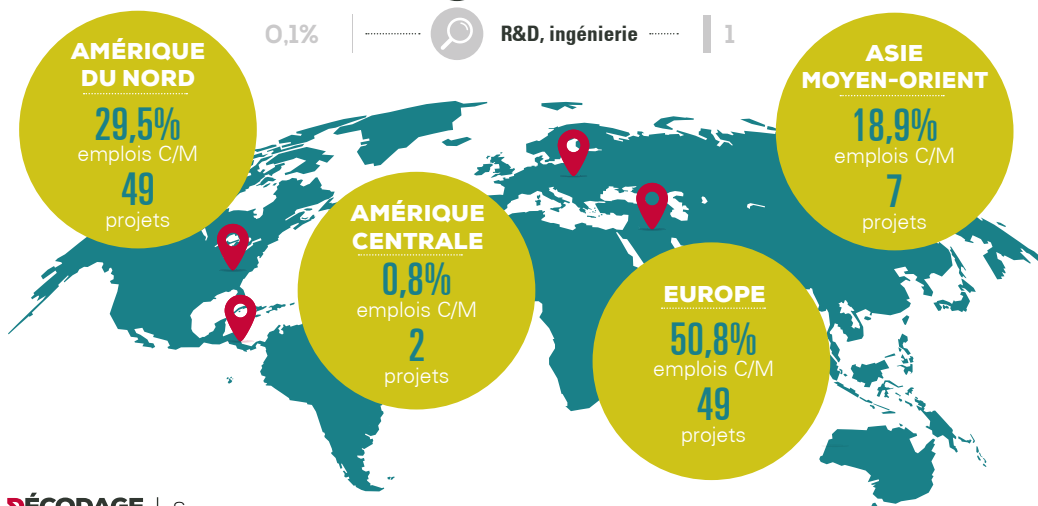 0,1%
R&D, ingénierie
1
AMÉRIQUE
DU NORD
29,5%
emplois C/M
49
projets
ASIE
MOYEN-ORIENT
18,9%
emplois C/M
7
projets
AMÉRIQUE
CENTRALE
0,8%
emplois C/M
2
projets
EUROPE
50,8%
emplois C/M
49
projets
DÉCODAGE |